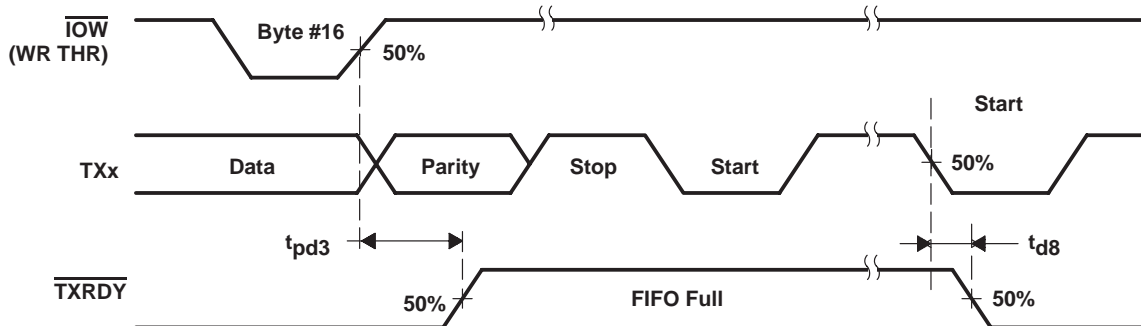 IOW
(WR THR)
Byte #16
50%
Start
TXx
Data
Parity
Stop
Start
50%
tpd3
td8
TXRDY
50%
FIFO Full
50%